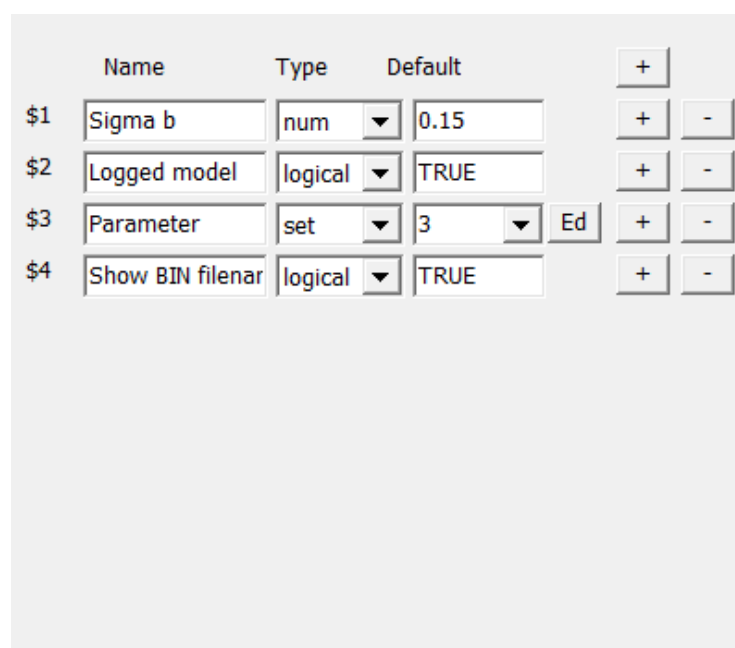 Name Type Default +
$1 Sigma b num 0.15 + -
$2 Logged model logical TRUE + -
$3 Parameter set 3 Ed + -
$4 Show BIN filenar logical TRUE + -